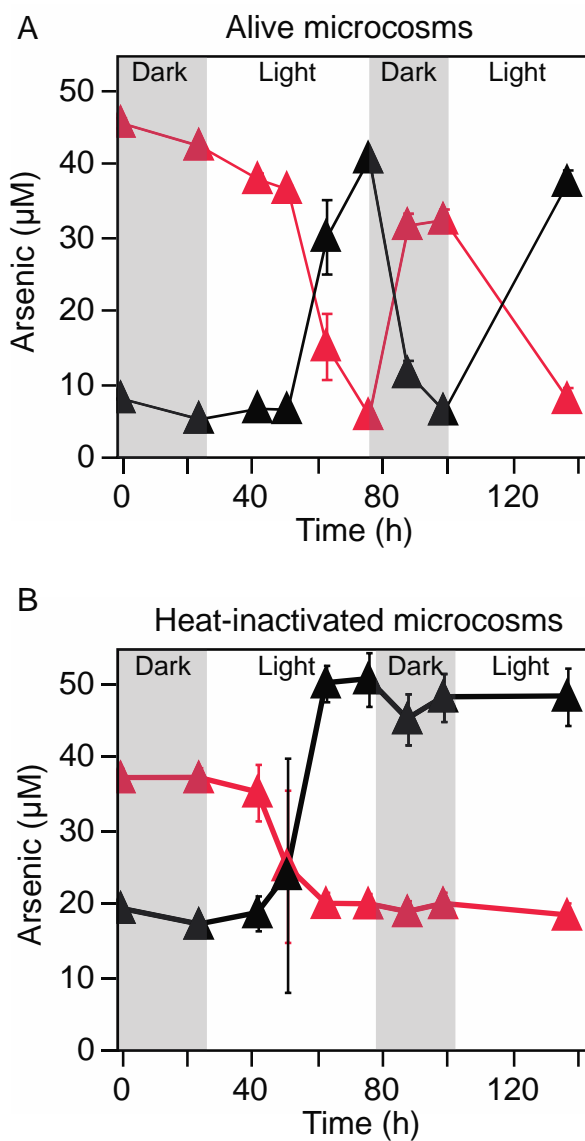 A
Alive microcosms
Dark Light Dark Light
50
40
30
20
10
0
Arsenic (µM)
0 40 80 120
Time (h)
B
Heat-inactivated microcosms
Dark Light Dark Light
50
40
30
20
10
0
Arsenic (µM)
0 40 80 120
Time (h)